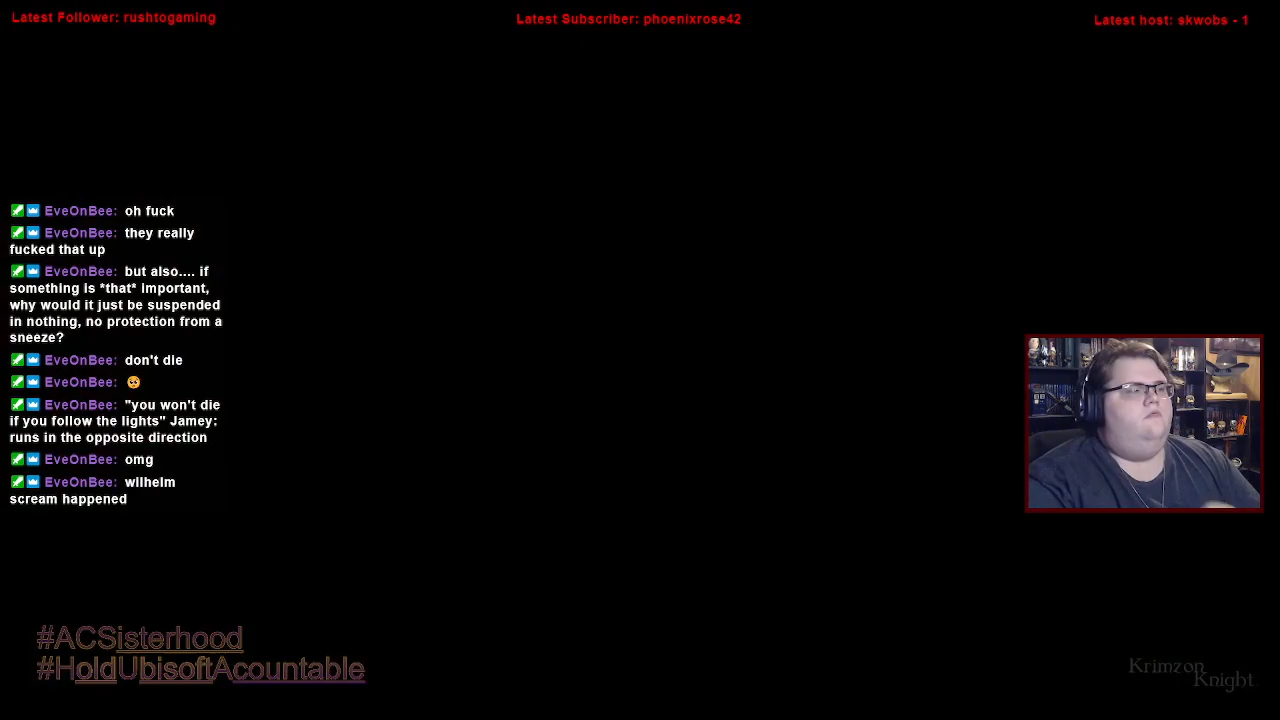 Latest Follower: rushtogaming
Latest Subscriber: phoenixrose42
Latest host: skwobs - 1
EveOnBee: oh fuck
EveOnBee: they really
fucked that up
EveOnBee: but also.... if
something is *that* important,
why would it just be suspended
in nothing, no protection from a
sneeze?
EveOnBee: don't die
EveOnBee: 🥺
EveOnBee: "you won't die
if you follow the lights" Jamey:
runs in the opposite direction
EveOnBee: omg
EveOnBee: wilhelm
scream happened
#ACSisterhood
#HoldUbisoftAcountable
Krimzon
Knight